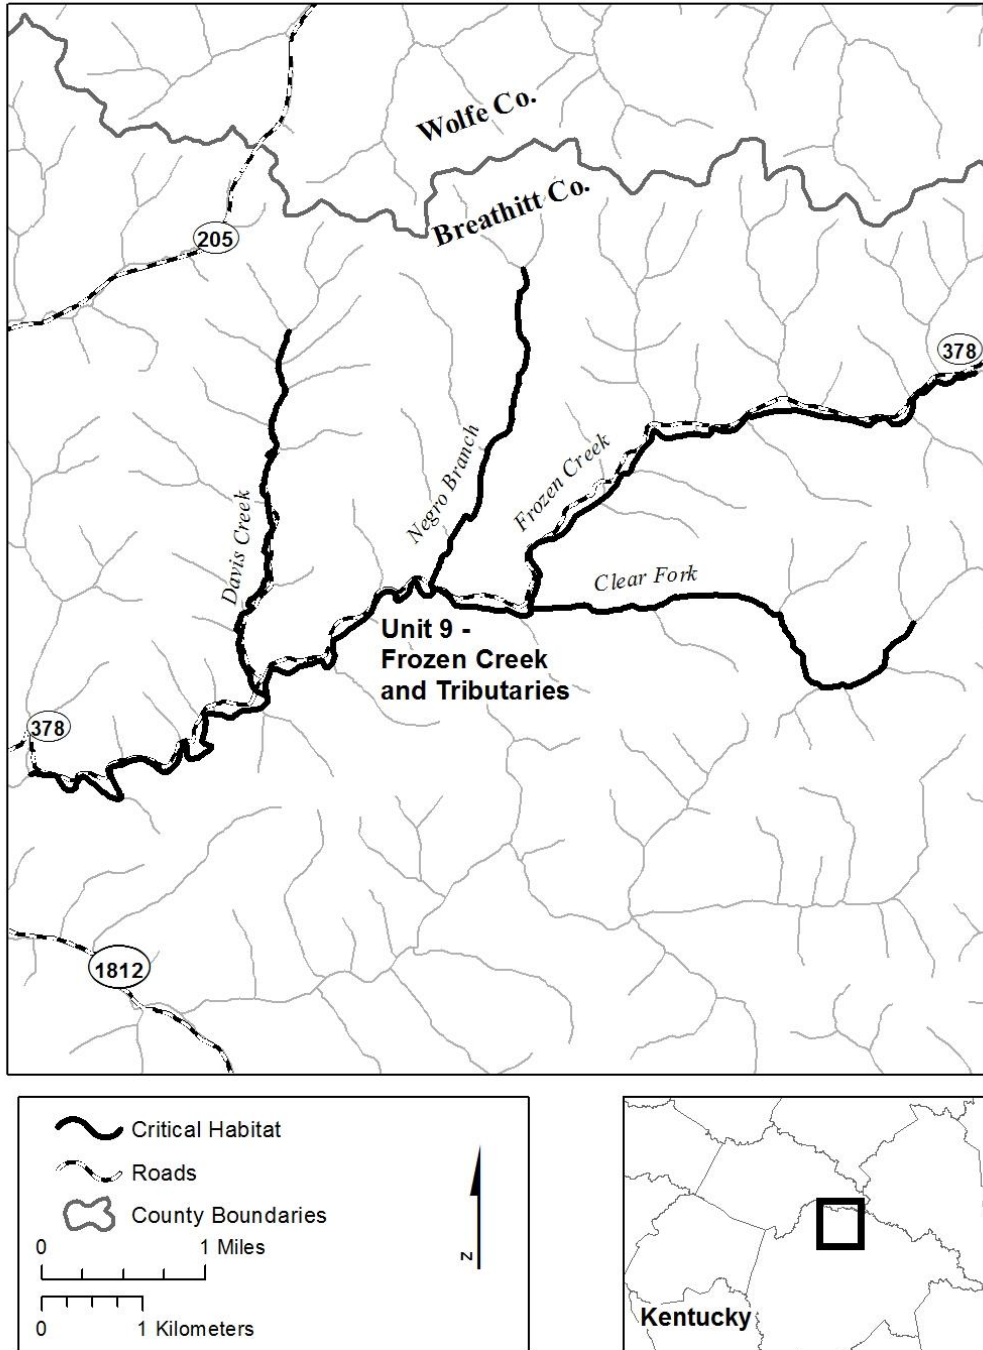 Wolfe Co.
Breathitt Co.
205
378
Davis Creek
Negro Branch
Frozen Creek
Clear Fork
Unit 9 -
Frozen Creek
and Tributaries
378
1812
Critical Habitat
Roads
County Boundaries
0 1 Miles
0 1 Kilometers
N
Kentucky